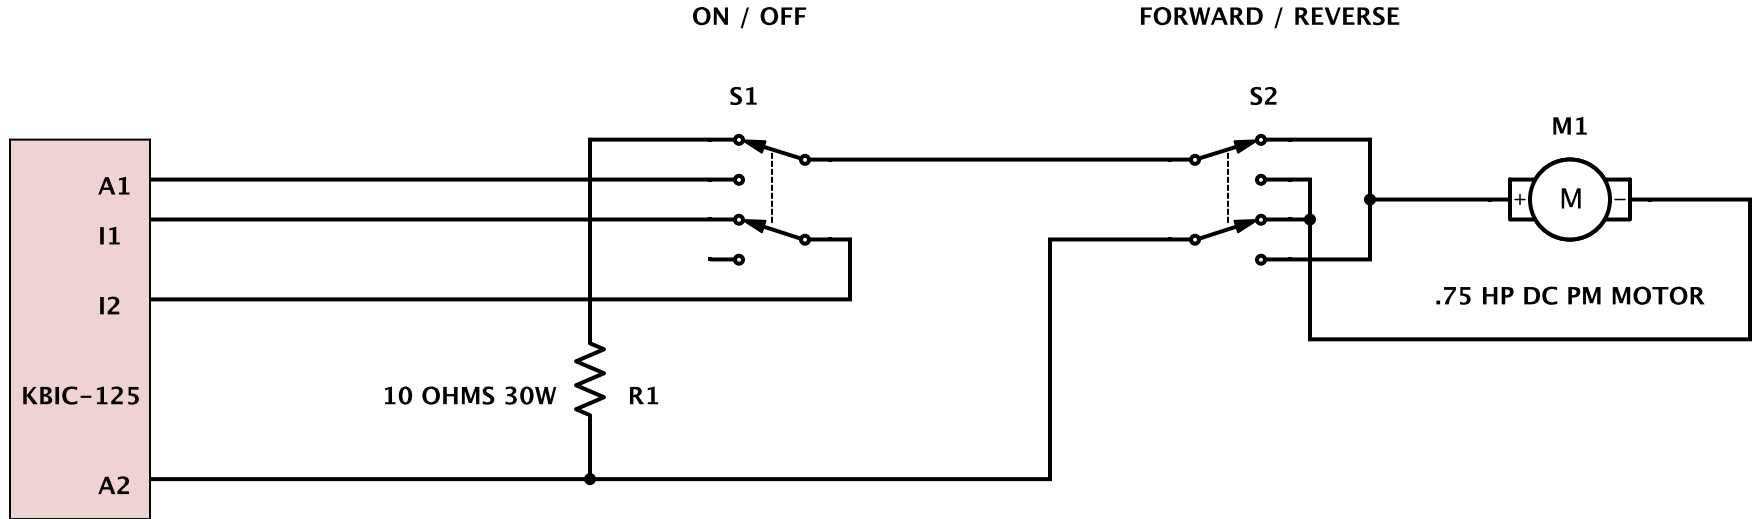 ON / OFF
FORWARD / REVERSE
S1
S2
M1
A1
+
M
−
I1
I2
.75 HP DC PM MOTOR
KBIC-125
10 OHMS 30W
R1
A2